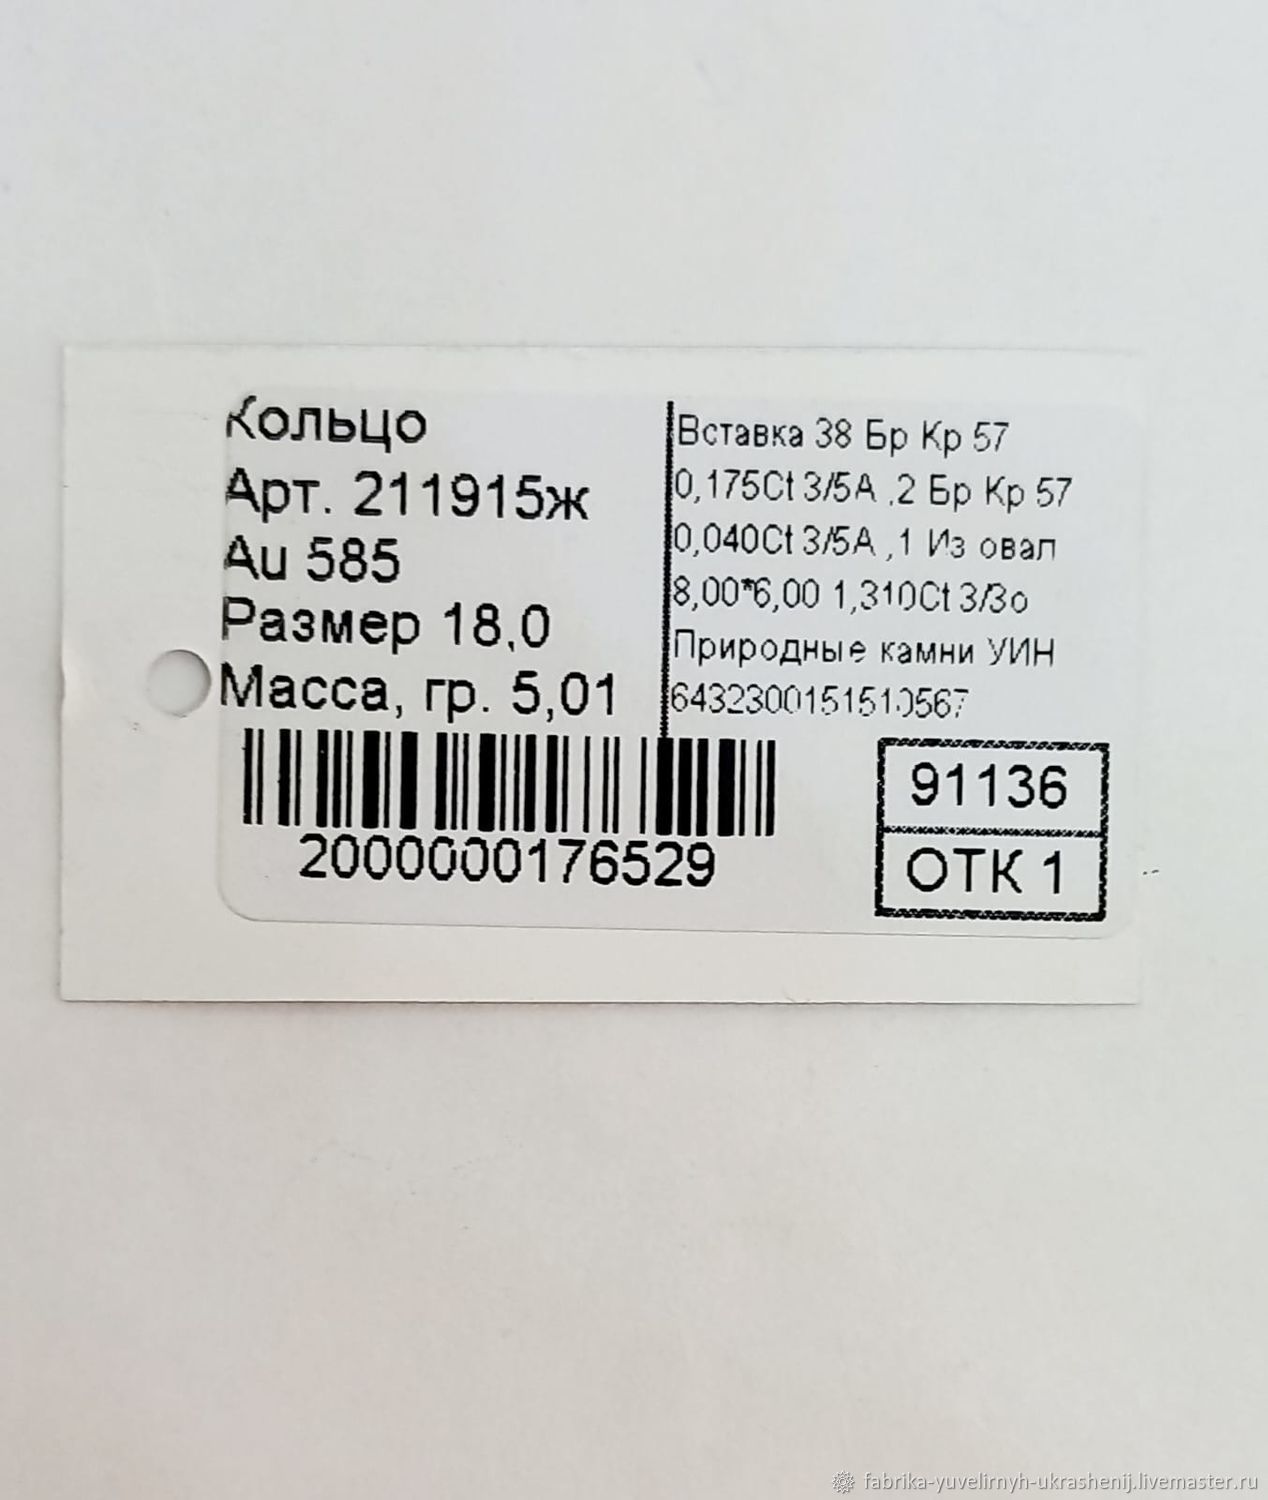 Кольцо
Арт. 211915ж
Au 585
Размер 18,0
Масса, гр. 5,01
2000000176529
Вставка 38 Бр Кр 57
0,175Ct 3/5А ,2 Бр Кр 57
0,040Ct 3/5А ,1 Из овал
8,00*6,00 1,310Ct 3/3о
Природные камни УИН
6432300151510567
91136
ОТК 1
fabrika-yuvelirnyh-ukrashenij.livemaster.ru